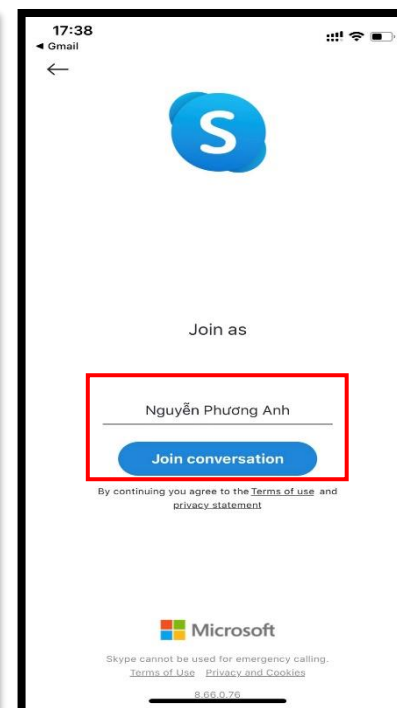 17:38
◄ Gmail
←
S
Join as
Nguyễn Phương Anh
Join conversation
By continuing you agree to the Terms of use and
privacy statement
Microsoft
Skype cannot be used for emergency calling.
Terms of Use Privacy and Cookies
8.66.0.76